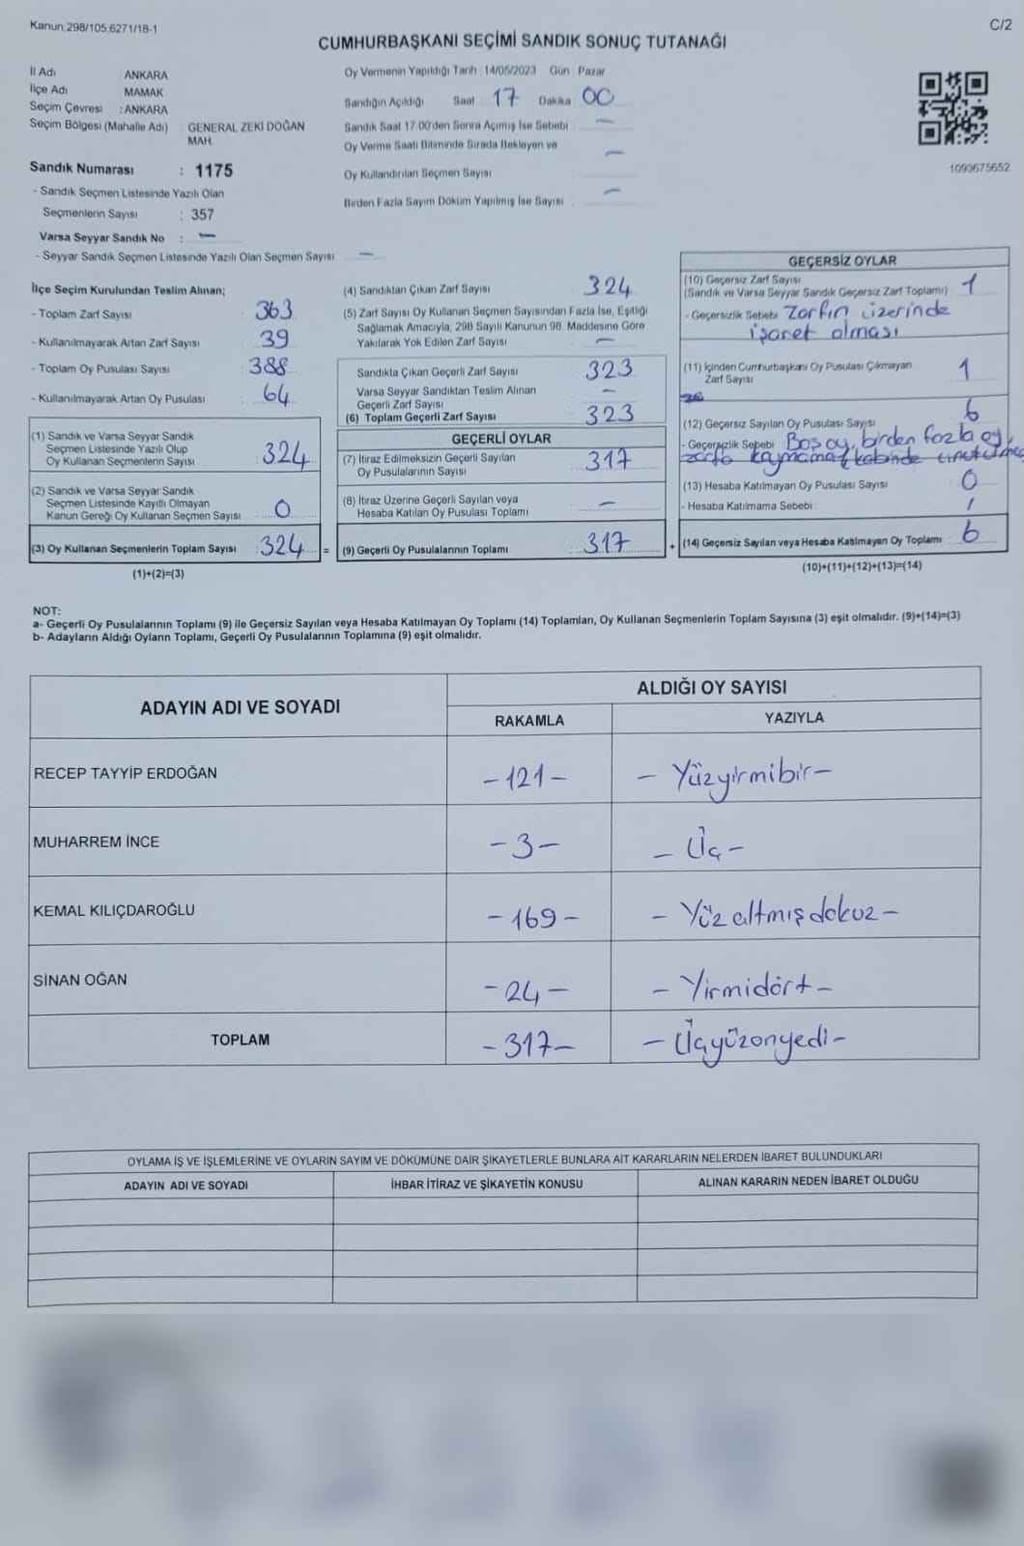 Kanun 298/105.6271/18-1
C/2
CUMHURBAŞKANI SEÇİMİ SANDIK SONUÇ TUTANAĞI
İl Adı ANKARA
İlçe Adı MAMAK
Seçim Çevresi : ANKARA
Seçim Bölgesi (Mahalle Adı) GENERAL ZEKİ DOĞAN
MAH.
Sandık Numarası : 1175
- Sandık Seçmen Listesinde Yazılı Olan
Seçmenlerin Sayısı : 357
Varsa Seyyar Sandık No : -
- Seyyar Sandık Seçmen Listesinde Yazılı Olan Seçmen Sayısı -
Oy Vermenin Yapıldığı Tarih 14/05/2023 Gün Pazar
Sandığın Açıldığı Saat 17 Dakika 00
Sandık Saat 17.00'den Sonra Açımış İse Sebebi -
Oy Verme Saati Bitiminde Sırada Bekleyen ve
Oy Kullandırılan Seçmen Sayısı -
Birden Fazla Sayım Döküm Yapılmış İse Sayısı -
1090675652
İlçe Seçim Kurulundan Teslim Alınan;
- Toplam Zarf Sayısı 363
- Kullanılmayarak Artan Zarf Sayısı 39
- Toplam Oy Pusulası Sayısı 388
- Kullanılmayarak Artan Oy Pusulası 64
(1) Sandık ve Varsa Seyyar Sandık
Seçmen Listesinde Yazılı Olup
Oy Kullanan Seçmenlerin Sayısı 324
(2) Sandık ve Varsa Seyyar Sandık
Seçmen Listesinde Kayıtlı Olmayan
Kanun Gereği Oy Kullanan Seçmen Sayısı 0
(3) Oy Kullanan Seçmenlerin Toplam Sayısı 324 =
(1)+(2)=(3)
(4) Sandıktan Çıkan Zarf Sayısı 324
(5) Zarf Sayısı Oy Kullanan Seçmen Sayısından Fazla İse, Eşitliği
Sağlamak Amacıyla, 298 Sayılı Kanunun 98. Maddesine Göre
Yakılarak Yok Edilen Zarf Sayısı -
Sandıkta Çıkan Geçerli Zarf Sayısı 323
Varsa Seyyar Sandıktan Teslim Alınan
Geçerli Zarf Sayısı -
(6) Toplam Geçerli Zarf Sayısı 323
GEÇERLİ OYLAR
(7) İtiraz Edilmeksizin Geçerli Sayılan
Oy Pusulalarının Sayısı 317
(8) İtiraz Üzerine Geçerli Sayılan veya
Hesaba Katılan Oy Pusulası Toplamı -
(9) Geçerli Oy Pusulalarının Toplamı 317 +
GEÇERSİZ OYLAR
(10) Geçersiz Zarf Sayısı
(Sandık ve Varsa Seyyar Sandık Geçersiz Zarf Toplamı) 1
- Geçersizlik Sebebi Zarfın üzerinde
işaret olması
(11) İçinden Cumhurbaşkanı Oy Pusulası Çıkmayan
Zarf Sayısı 1
(12) Geçersiz Sayılan Oy Pusulası Sayısı 6
- Geçersizlik Sebebi Boş oy, birden fazla oy,
zarfa koymama/kabinde
(13) Hesaba Katılmayan Oy Pusulası Sayısı 0
- Hesaba Katılmama Sebebi /
(14) Geçersiz Sayılan veya Hesaba Katılmayan Oy Toplamı 6
(10)+(11)+(12)+(13)=(14)
NOT:
a- Geçerli Oy Pusulalarının Toplamı (9) ile Geçersiz Sayılan veya Hesaba Katılmayan Oy Toplamı (14) Toplamları, Oy Kullanan Seçmenlerin Toplam Sayısına (3) eşit olmalıdır. (9)+(14)=(3)
b- Adayların Aldığı Oyların Toplamı, Geçerli Oy Pusulalarının Toplamına (9) eşit olmalıdır.
ADAYIN ADI VE SOYADI
ALDIĞI OY SAYISI
RAKAMLA YAZIYLA
RECEP TAYYİP ERDOĞAN -121- - Yüzyirmibir-
MUHARREM İNCE -3- - Üç-
KEMAL KILIÇDAROĞLU -169- - Yüz altmış dokuz-
SİNAN OĞAN -24- - Yirmidört-
TOPLAM -317- - Üçyüzonyedi-
OYLAMA İŞ VE İŞLEMLERİNE VE OYLARIN SAYIM VE DÖKÜMÜNE DAİR ŞİKAYETLERLE BUNLARA AİT KARARLARIN NELERDEN İBARET BULUNDUKLARI
ADAYIN ADI VE SOYADI İHBAR İTİRAZ VE ŞİKAYETİN KONUSU ALINAN KARARIN NEDEN İBARET OLDUĞU